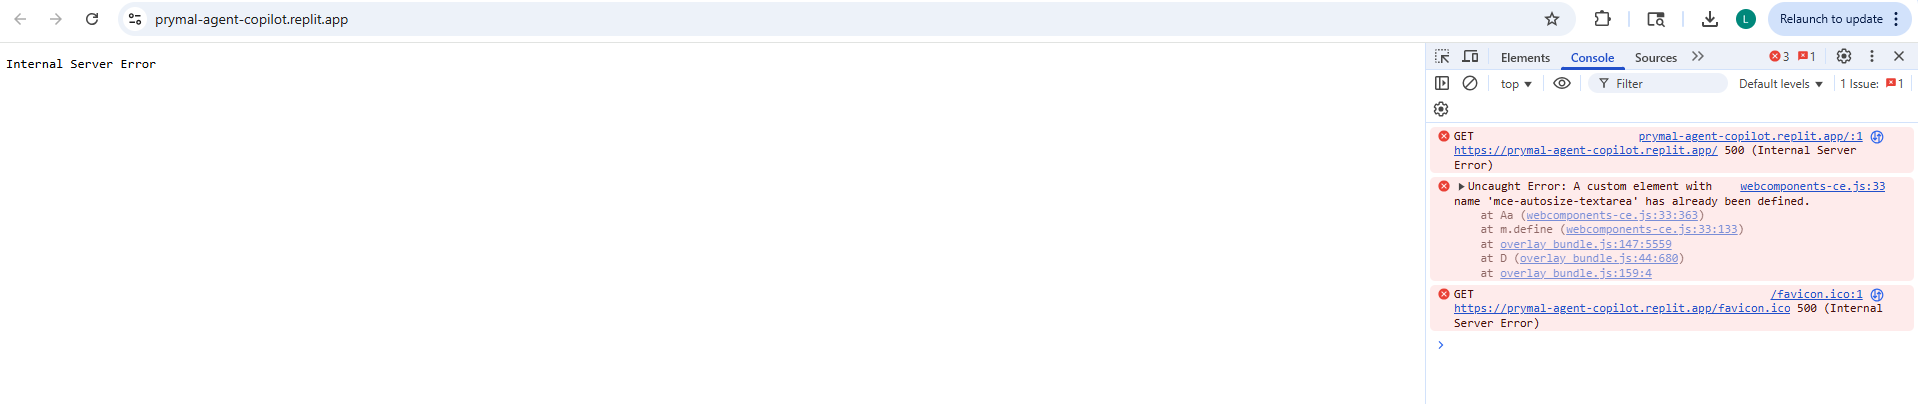 prymal-agent-copilot.replit.app
L
Relaunch to update
Internal Server Error
Elements
Console
Sources
3
1
top
Filter
Default levels
1 Issue:
1
GET prymal-agent-copilot.replit.app/:1
https://prymal-agent-copilot.replit.app/ 500 (Internal Server
Error)
Uncaught Error: A custom element with webcomponents-ce.js:33
name 'mce-autosize-textarea' has already been defined.
at Aa (webcomponents-ce.js:33:363)
at m.define (webcomponents-ce.js:33:133)
at overlay_bundle.js:147:5559
at D (overlay_bundle.js:44:680)
at overlay_bundle.js:159:4
GET /favicon.ico:1
https://prymal-agent-copilot.replit.app/favicon.ico 500 (Internal
Server Error)